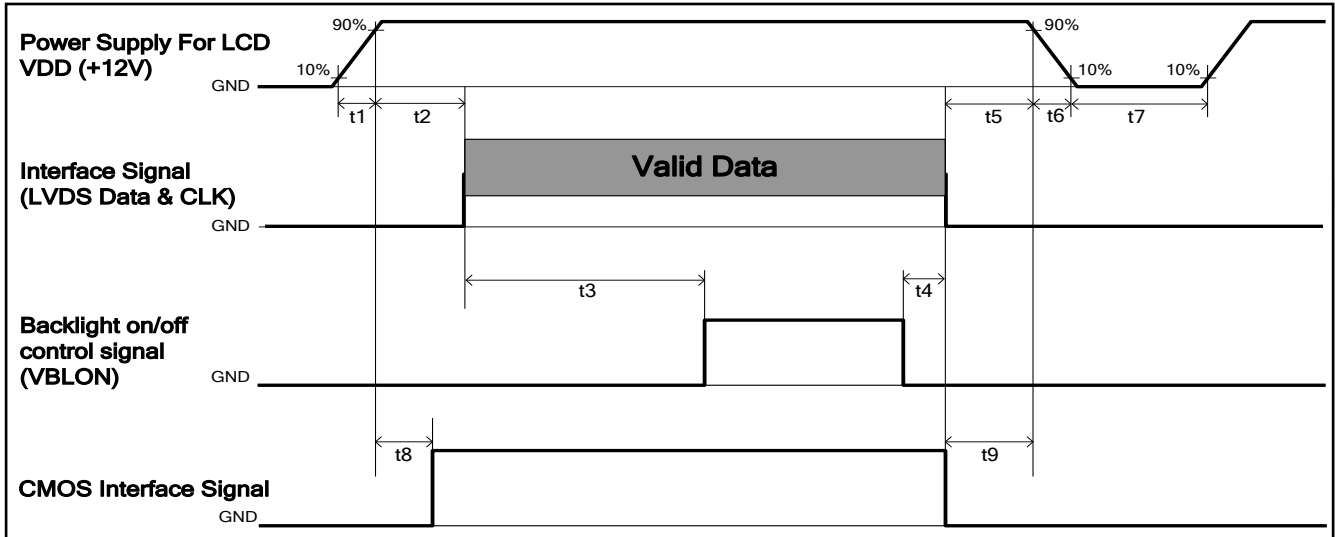 Power Supply For LCD
VDD (+12V)
GND
10%
90%
90%
10%
10%
t1
t2
t5
t6
t7
Interface Signal
(LVDS Data & CLK)
GND
Valid Data
t3
t4
Backlight on/off
control signal
(VBLON)
GND
t8
t9
CMOS Interface Signal
GND